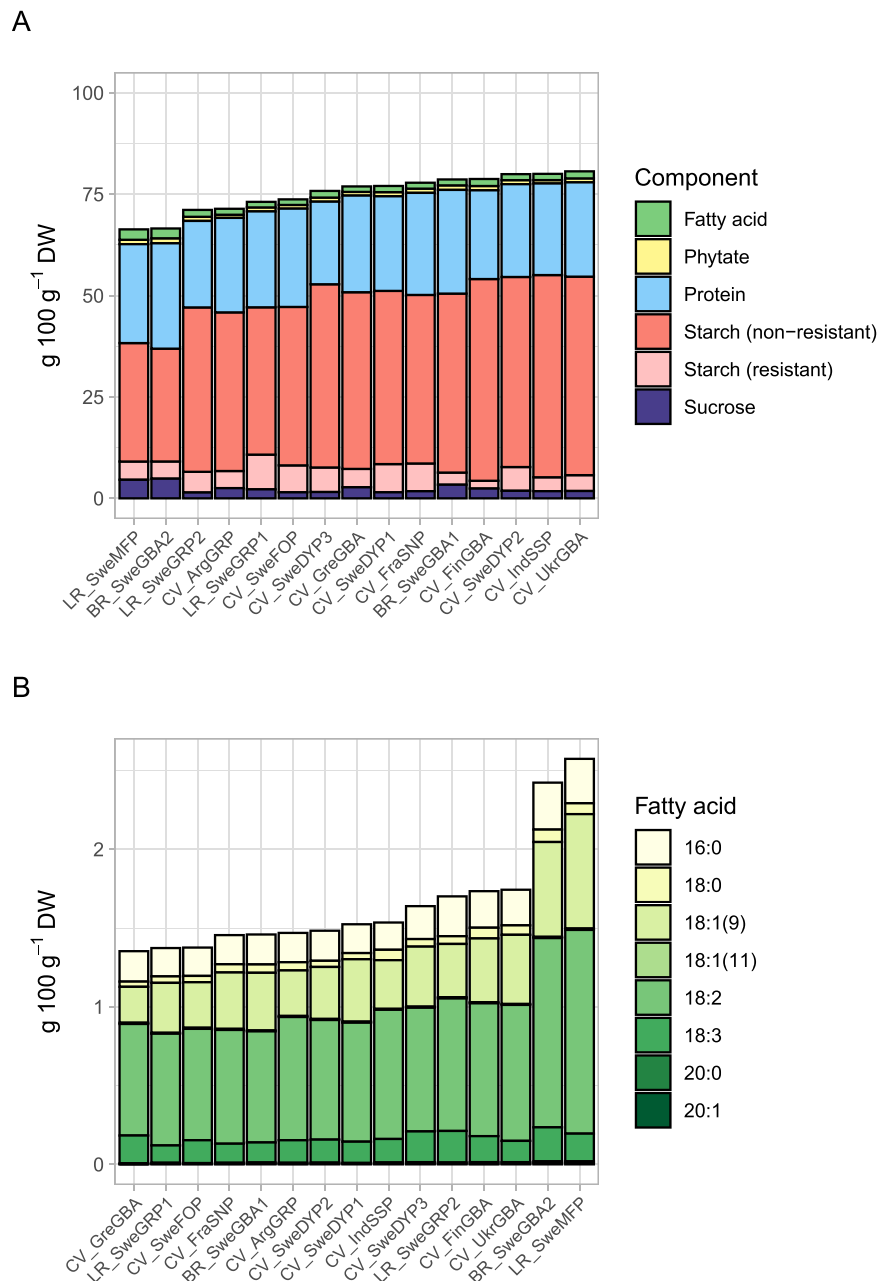 A
100
75
50
25
0
g 100 g⁻¹ DW
LR_SweMFP
BR_SweGBA2
LR_SweGRP2
CV_ArgGRP
LR_SweGRP1
CV_SweFOP
CV_SweDYP3
CV_GreGBA
CV_SweDYP1
CV_FraSNP
BR_SweGBA1
CV_FinGBA
CV_SweDYP2
CV_IndSSP
CV_UkrGBA
Component
Fatty acid
Phytate
Protein
Starch (non−resistant)
Starch (resistant)
Sucrose
B
2
1
0
g 100 g⁻¹ DW
CV_GreGBA
LR_SweGRP1
CV_SweFOP
CV_FraSNP
BR_SweGBA1
CV_ArgGRP
CV_SweDYP2
CV_SweDYP1
CV_IndSSP
CV_SweDYP3
LR_SweGRP2
CV_FinGBA
CV_UkrGBA
BR_SweGBA2
LR_SweMFP
Fatty acid
16:0
18:0
18:1(9)
18:1(11)
18:2
18:3
20:0
20:1